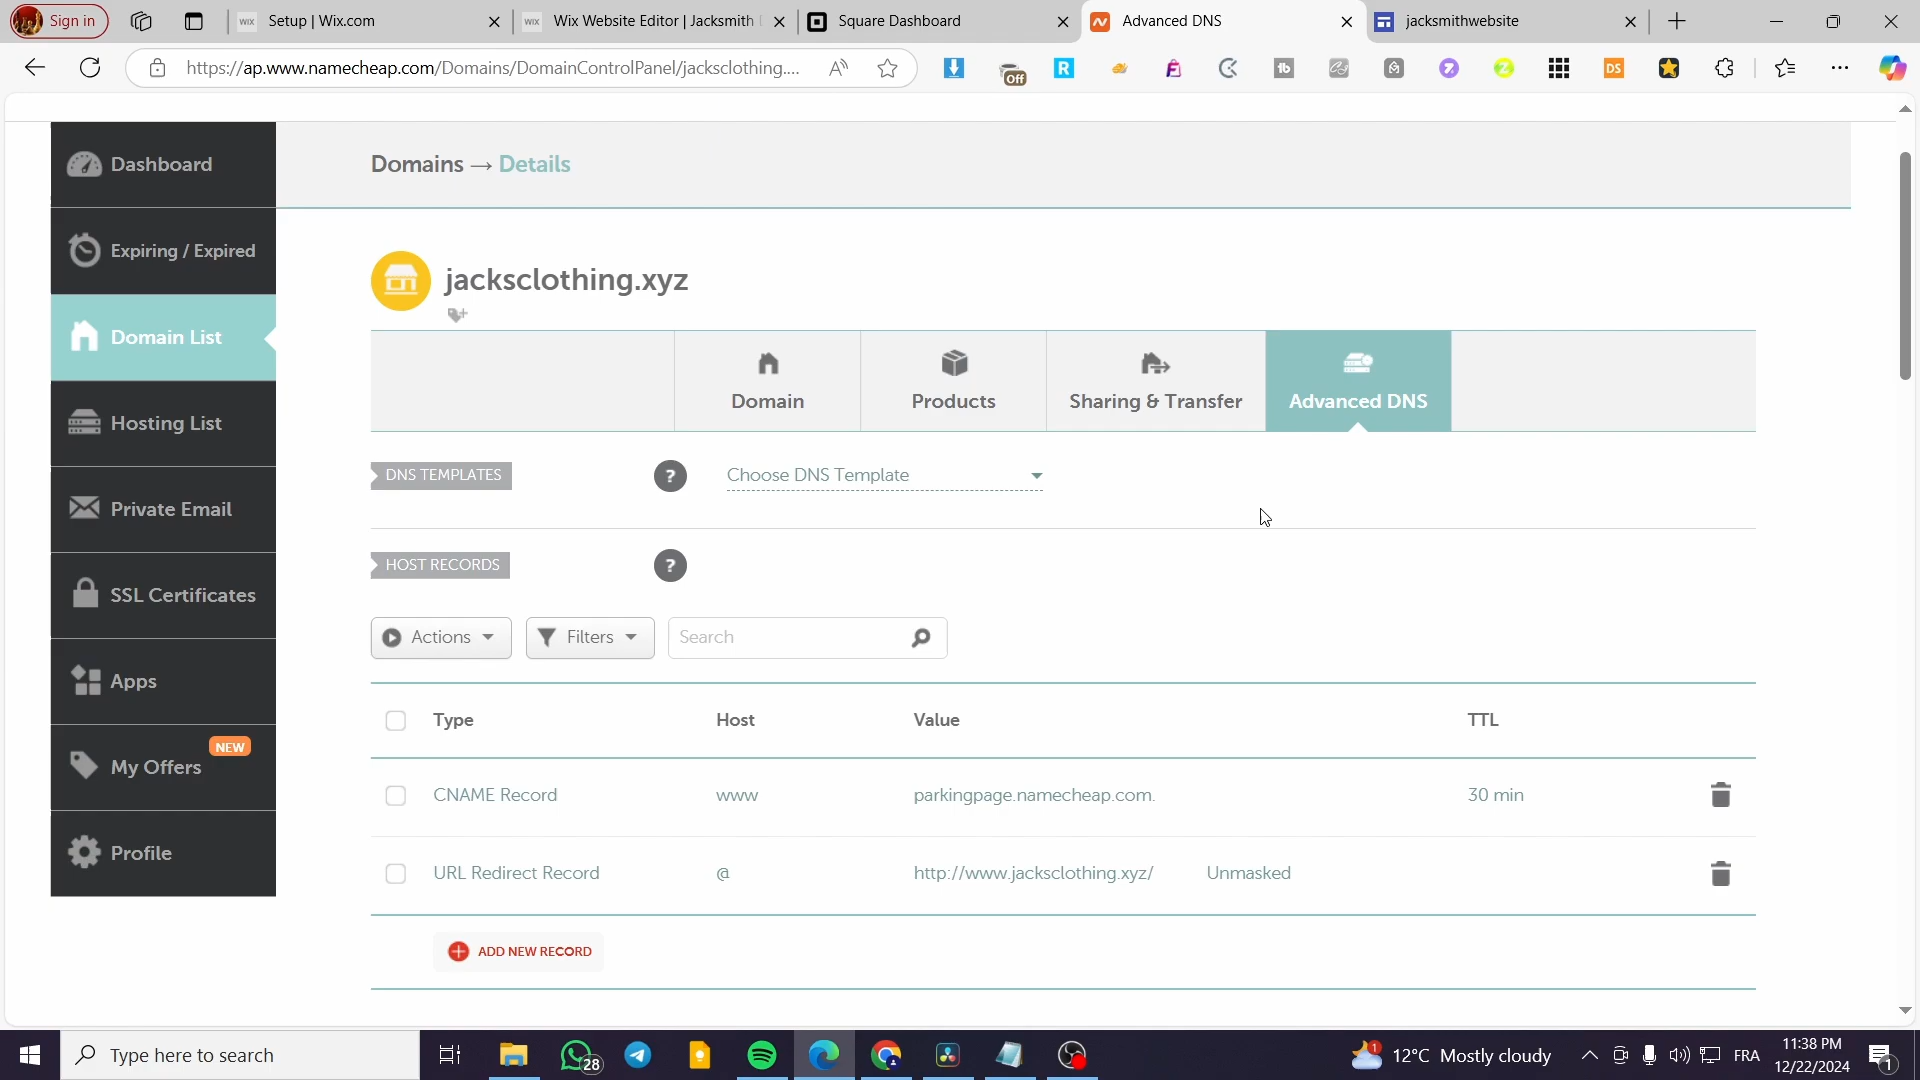 Sign in
Setup | Wix.com
Wix Website Editor | Jacksmith
Square Dashboard
Advanced DNS
jacksmithwebsite
https://ap.www.namecheap.com/Domains/DomainControlPanel/jacksclothing....
Off
Dashboard
Expiring / Expired
Domain List
Hosting List
Private Email
SSL Certificates
Apps
NEW
My Offers
Profile
Domains → Details
jacksclothing.xyz
Domain
Products
Sharing & Transfer
Advanced DNS
DNS TEMPLATES
?
Choose DNS Template
HOST RECORDS
?
Actions
Filters
Search
Type Host Value TTL
CNAME Record www parkingpage.namecheap.com. 30 min
URL Redirect Record @ http://www.jacksclothing.xyz/ Unmasked
ADD NEW RECORD
Type here to search
28
1
12°C Mostly cloudy
FRA
11:38 PM
12/22/2024
1